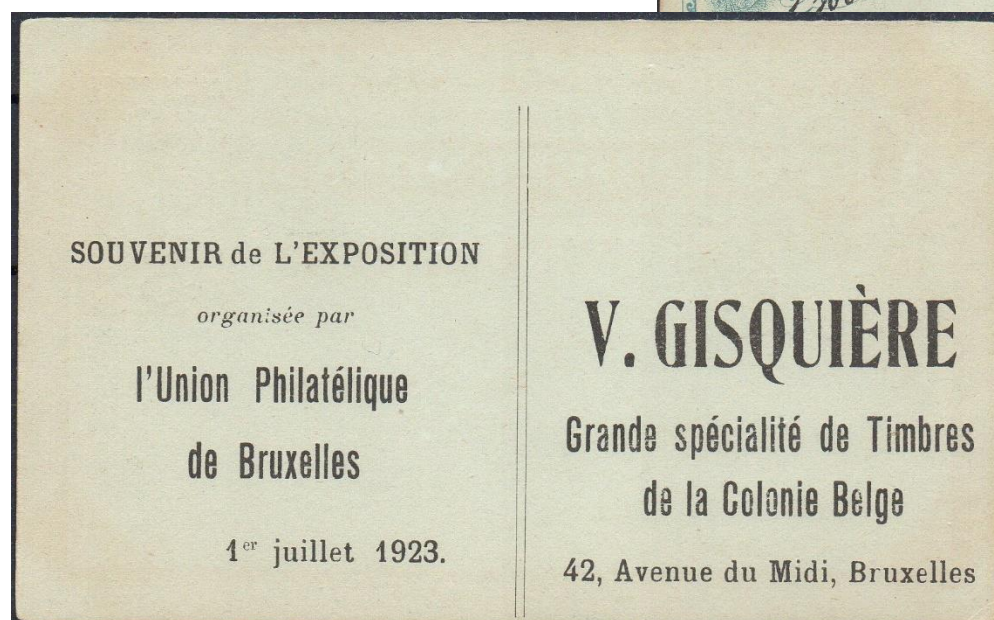 SOUVENIR de L'EXPOSITION
organisée par
l'Union Philatélique
de Bruxelles
1er juillet 1923.
V. GISQUIÈRE
Grande spécialité de Timbres
de la Colonie Belge
42, Avenue du Midi, Bruxelles